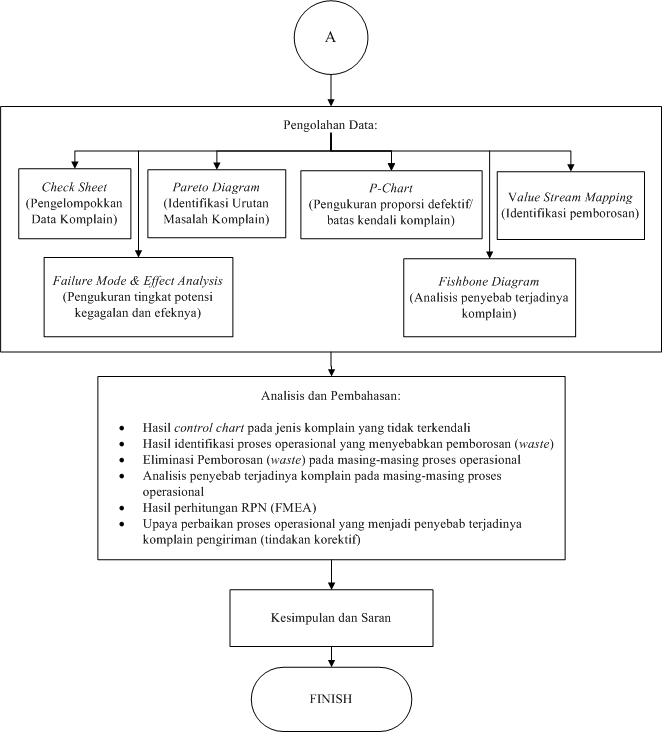 A
Pengolahan Data:
Check Sheet
(Pengelompokkan
Data Komplain)
Pareto Diagram
(Identifikasi Urutan
Masalah Komplain)
P-Chart
(Pengukuran proporsi defektif/
batas kendali komplain)
Value Stream Mapping
(Identifikasi pemborosan)
Failure Mode & Effect Analysis
(Pengukuran tingkat potensi
kegagalan dan efeknya)
Fishbone Diagram
(Analisis penyebab terjadinya
komplain)
Analisis dan Pembahasan:
• Hasil control chart pada jenis komplain yang tidak terkendali
• Hasil identifikasi proses operasional yang menyebabkan pemborosan (waste)
• Eliminasi Pemborosan (waste) pada masing-masing proses operasional
• Analisis penyebab terjadinya komplain pada masing-masing proses
operasional
• Hasil perhitungan RPN (FMEA)
• Upaya perbaikan proses operasional yang menjadi penyebab terjadinya
komplain pengiriman (tindakan korektif)
Kesimpulan dan Saran
FINISH